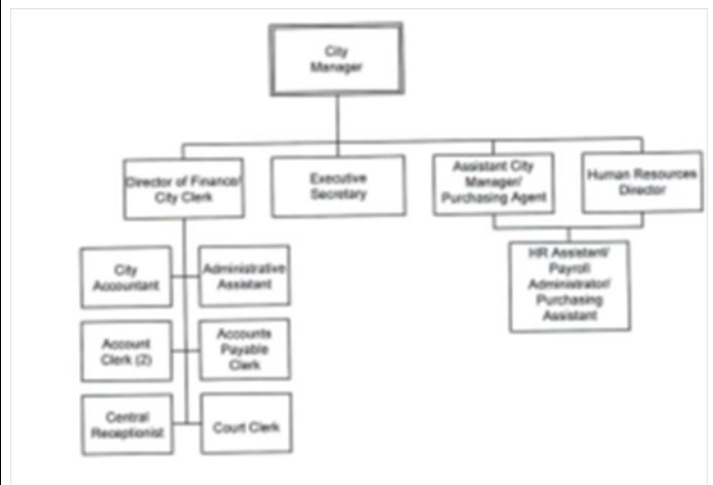 City
Manager
Director of Finance/
City Clerk
Executive
Secretary
Assistant City
Manager/
Purchasing Agent
Human Resources
Director
City
Accountant
Administrative
Assistant
HR Assistant/
Payroll
Administrator/
Purchasing
Assistant
Account
Clerk (2)
Accounts
Payable
Clerk
Central
Receptionist
Court Clerk